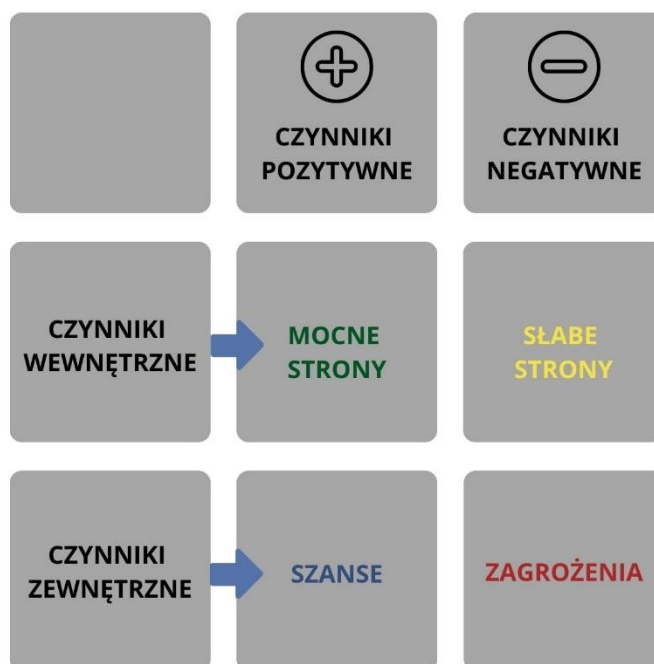 CZYNNIKI
POZYTYWNE
CZYNNIKI
NEGATYWNE
CZYNNIKI
WEWNĘTRZNE
MOCNE
STRONY
SŁABE
STRONY
CZYNNIKI
ZEWNĘTRZNE
SZANSE
ZAGROŻENIA